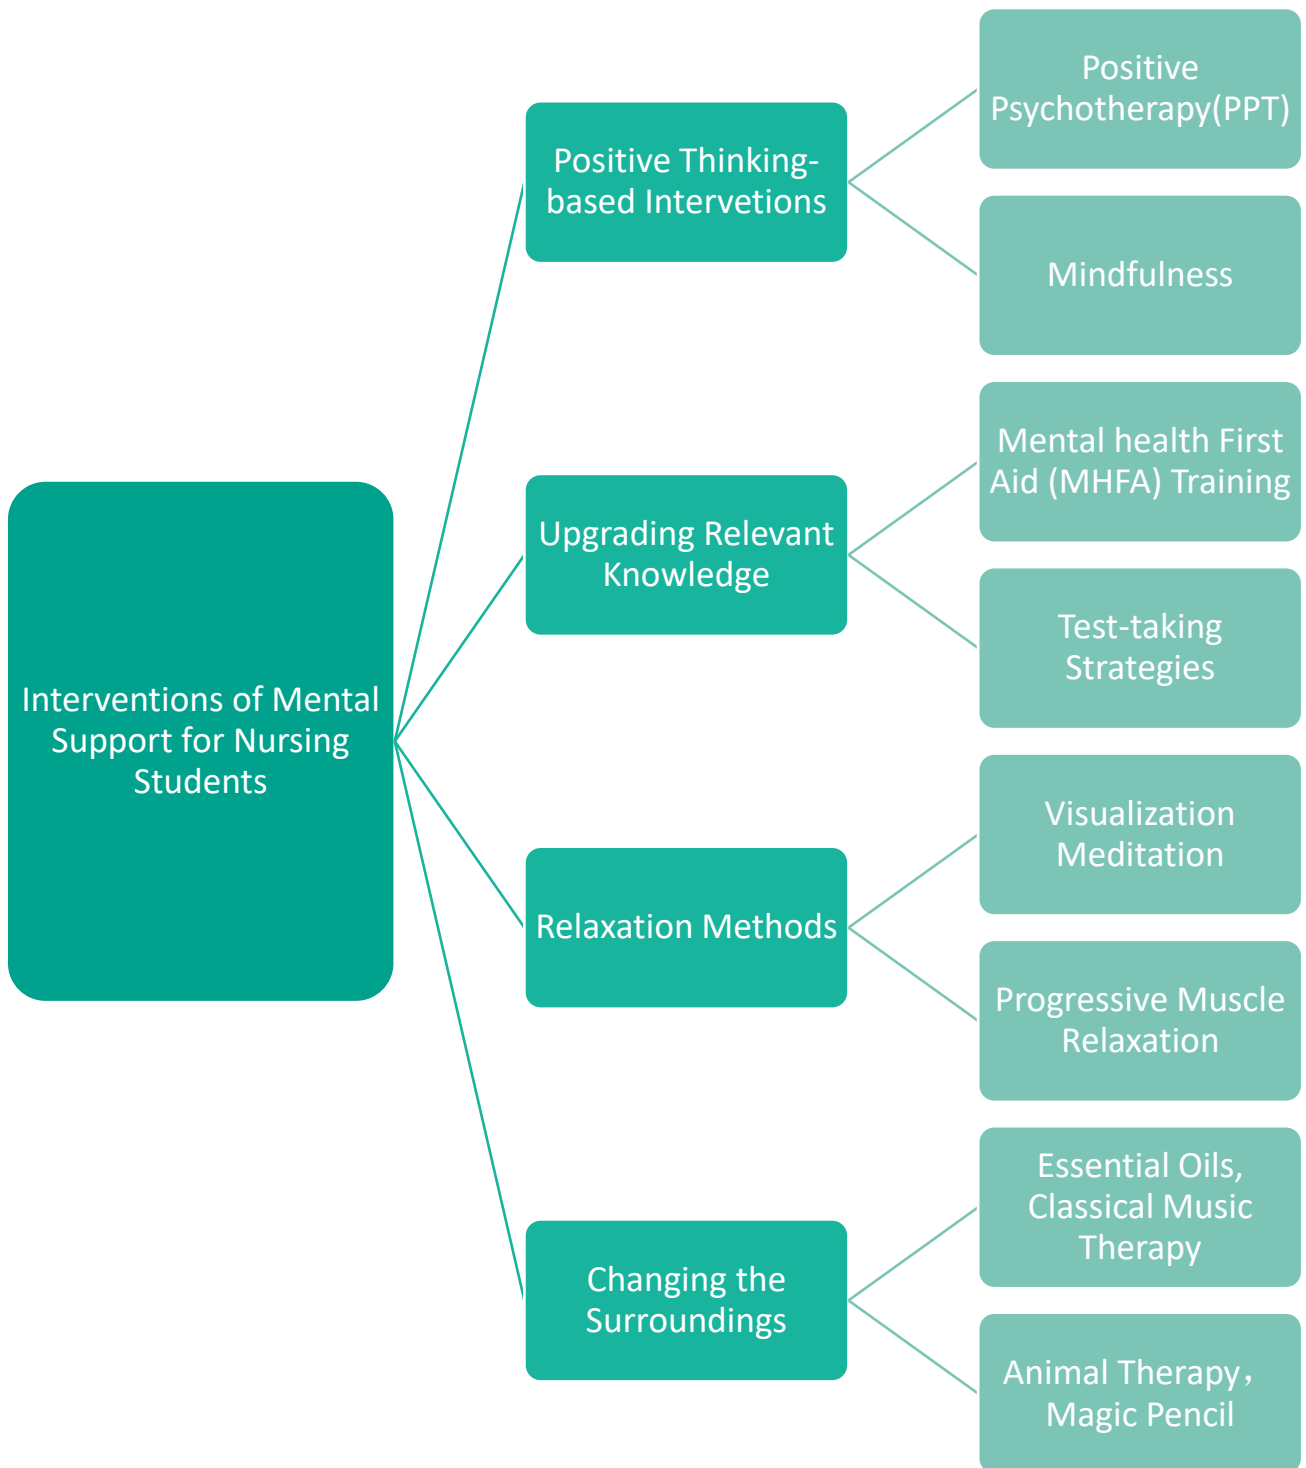 Interventions of Mental
Support for Nursing
Students
Positive Thinking-
based Intervetions
Positive
Psychotherapy(PPT)
Mindfulness
Upgrading Relevant
Knowledge
Mental health First
Aid (MHFA) Training
Test-taking
Strategies
Relaxation Methods
Visualization
Meditation
Progressive Muscle
Relaxation
Changing the
Surroundings
Essential Oils,
Classical Music
Therapy
Animal Therapy，
Magic Pencil